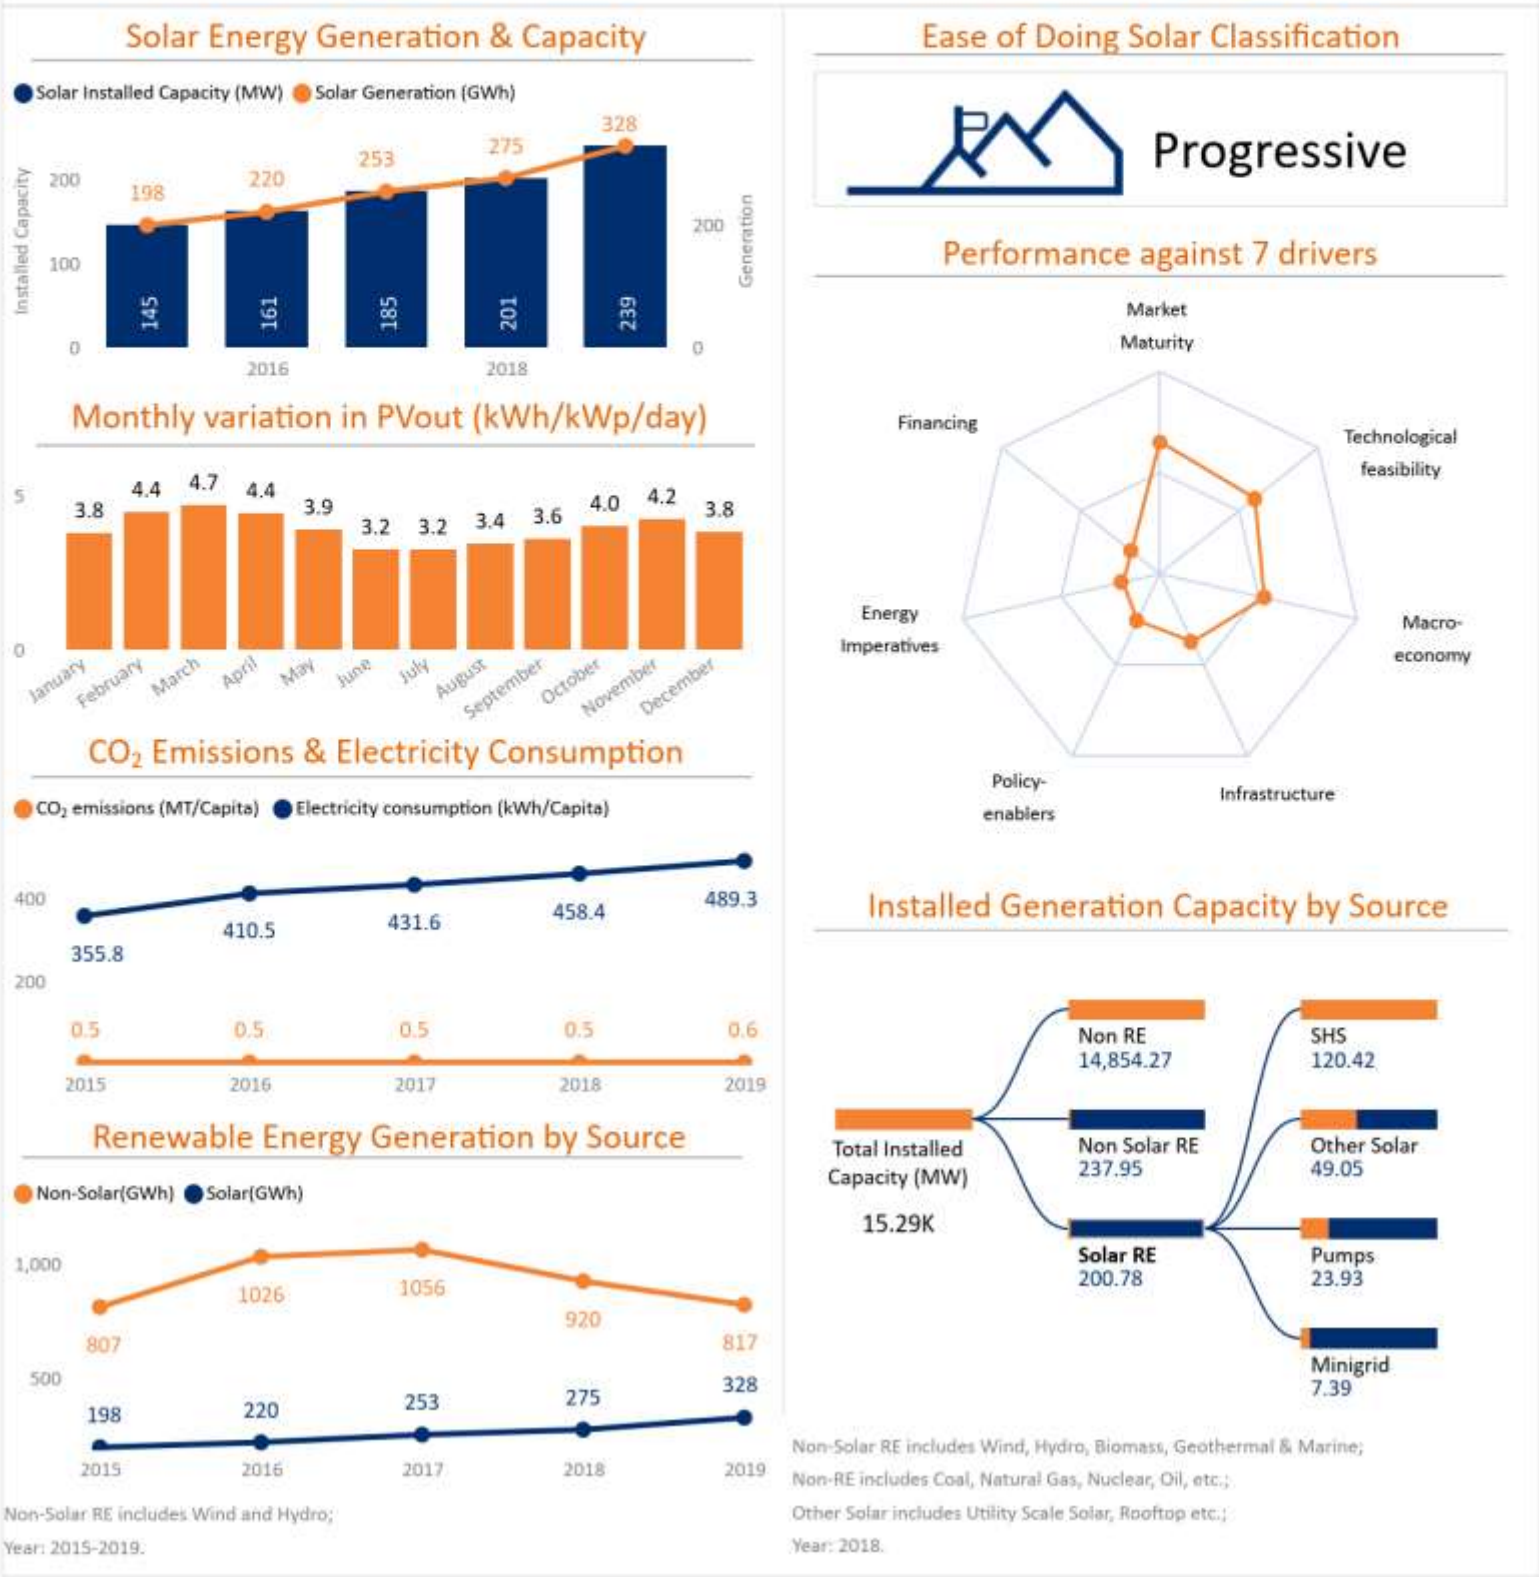 Solar Energy Generation & Capacity
Solar Installed Capacity (MW) Solar Generation (GWh)
Installed Capacity
Generation
200
100
0
200
0
198
220
253
275
328
145
161
185
201
239
2016
2018
Monthly variation in PVout (kWh/kWp/day)
5
0
3.8
4.4
4.7
4.4
3.9
3.2
3.2
3.4
3.6
4.0
4.2
3.8
January
February
March
April
May
June
July
August
September
October
November
December
CO₂ Emissions & Electricity Consumption
CO₂ emissions (MT/Capita) Electricity consumption (kWh/Capita)
400
200
355.8
410.5
431.6
458.4
489.3
0.5
0.5
0.5
0.5
0.6
2015
2016
2017
2018
2019
Renewable Energy Generation by Source
Non-Solar(GWh) Solar(GWh)
1,000
500
807
1026
1056
920
817
198
220
253
275
328
2015
2016
2017
2018
2019
Non-Solar RE includes Wind and Hydro;
Year: 2015-2019.
Ease of Doing Solar Classification
Progressive
Performance against 7 drivers
Market
Maturity
Technological
feasibility
Macro-
economy
Infrastructure
Policy-
enablers
Energy
Imperatives
Financing
Installed Generation Capacity by Source
Total Installed
Capacity (MW)
15.29K
Non RE
14,854.27
Non Solar RE
237.95
Solar RE
200.78
SHS
120.42
Other Solar
49.05
Pumps
23.93
Minigrid
7.39
Non-Solar RE includes Wind, Hydro, Biomass, Geothermal & Marine;
Non-RE includes Coal, Natural Gas, Nuclear, Oil, etc.;
Other Solar includes Utility Scale Solar, Rooftop etc.;
Year: 2018.